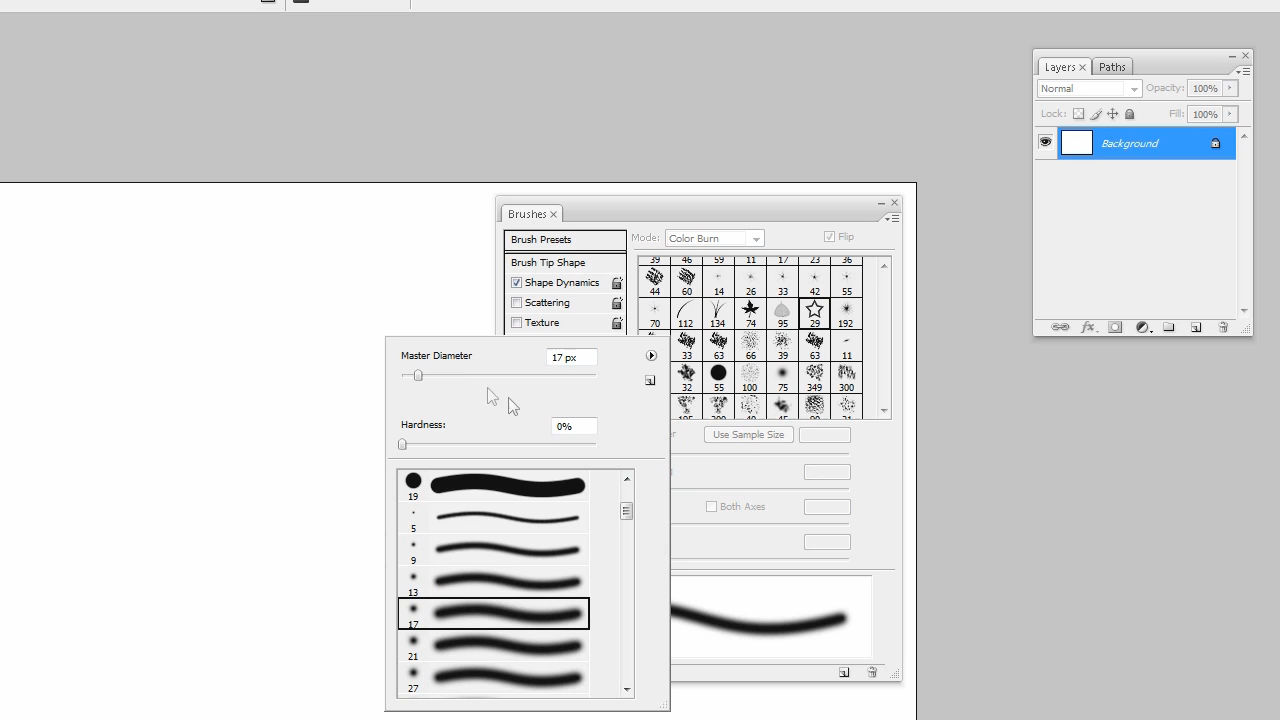 Layers Paths
Normal Opacity: 100%
Lock: Fill: 100%
Background
Brushes
Brush Presets
Mode: Color Burn Flip
Brush Tip Shape
Shape Dynamics
Scattering
Texture
39 46 59 11 17 23 36
44 60 14 26 33 42 55
70 112 134 74 95 29 192
33 63 66 39 63 11
32 55 100 45 349 300
Use Sample Size
Both Axes
Master Diameter 17 px
Hardness: 0%
19
5
9
13
17
21
27